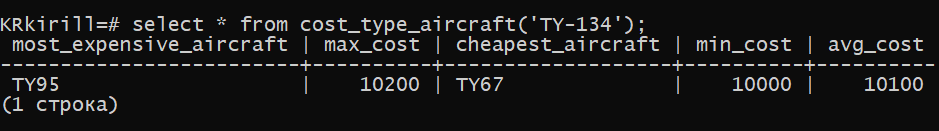 KRkirill=# select * from cost_type_aircraft('TY-134');
 most_expensive_aircraft | max_cost | cheapest_aircraft | min_cost | avg_cost
-------------------------+----------+-------------------+----------+----------
 TY95                    |    10200 | TY67              |    10000 |    10100
(1 строка)